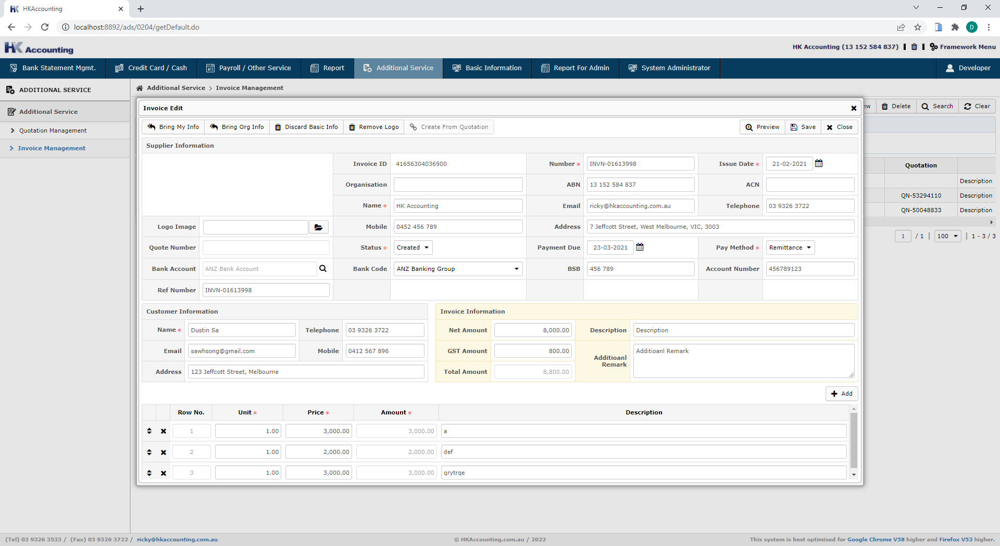 HKAccounting
localhost:8892/ads/0204/getDefault.do
D
HK Accounting
HK Accounting (13 152 584 837)
Framework Menu
Bank Statement Mgmt.
Credit Card / Cash
Payroll / Other Service
Report
Additional Service
Basic Information
Report For Admin
System Administrator
Developer
ADDITIONAL SERVICE
Additional Service > Invoice Management
Additional Service
Quotation Management
Invoice Management
ew
Delete
Search
Clear
Invoice Edit
Bring My Info
Bring Org Info
Discard Basic Info
Remove Logo
Create From Quotation
Preview
Save
Close
Supplier Information
Invoice ID 41656304036900 Number * INVN-01613998 Issue Date * 21-02-2021
Organisation ABN 13 152 584 837 ACN
Name * HK Accounting Email ricky@hkaccounting.com.au Telephone 03 9326 3722
Logo Image Mobile 0452 456 789 Address 7 Jeffcott Street, West Melbourne, VIC, 3003
Quote Number Status * Created Payment Due 23-03-2021 Pay Method * Remittance
Bank Account ANZ Bank Account Bank Code ANZ Banking Group BSB 456 789 Account Number 456789123
Ref Number INVN-01613998
Quotation
Description
QN-53294110 Description
QN-50048833 Description
1 / 1 | 100 | 1 - 3 / 3
Customer Information
Name * Dustin Sa Telephone 03 9326 3722
Email sawhsong@gmail.com Mobile 0412 567 896
Address 123 Jeffcott Street, Melbourne
Invoice Information
Net Amount 8,000.00 Description Description
GST Amount 800.00 Additioanl Remark Additioanl Remark
Total Amount 8,800.00
Add
Row No. Unit * Price * Amount * Description
1 1.00 3,000.00 3,000.00 a
2 1.00 2,000.00 2,000.00 def
3 1.00 3,000.00 3,000.00 qrytrqe
(Tel) 03 9326 3533 / (Fax) 03 9326 3722 / ricky@hkaccounting.com.au
© HKAccounting.com.au / 2022
This system is best optimised for Google Chrome V58 higher and Firefox V53 higher.